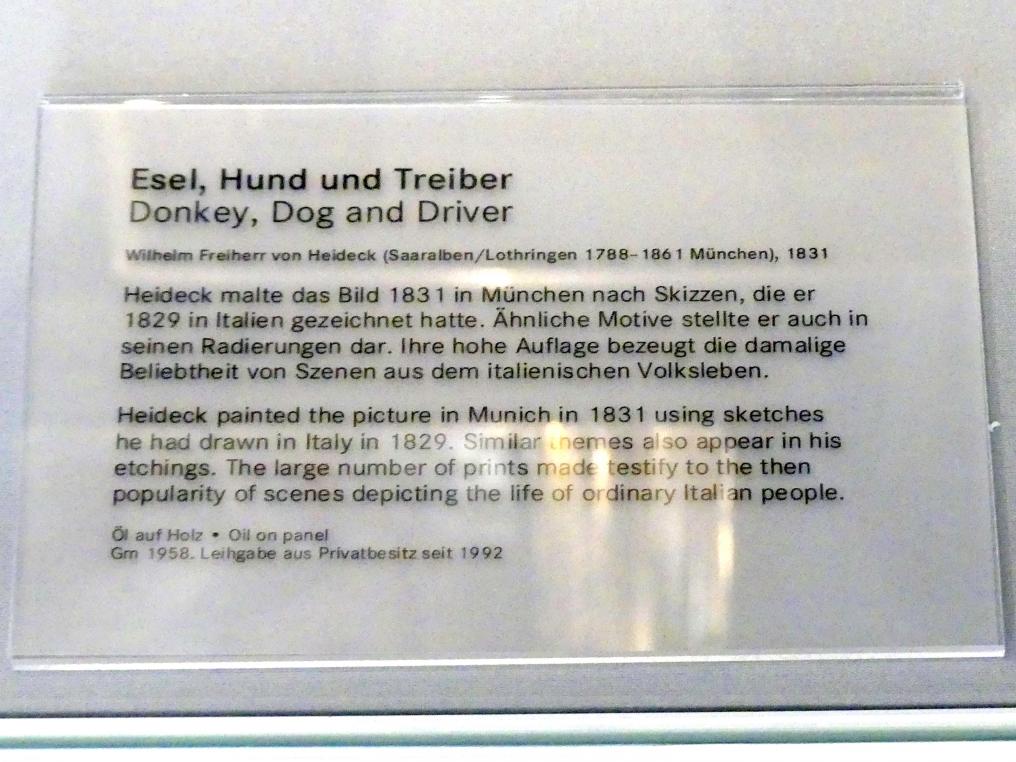 Esel, Hund und Treiber
Donkey, Dog and Driver
Wilhelm Freiherr von Heideck (Saaralben/Lothringen 1788–1861 München), 1831
Heideck malte das Bild 1831 in München nach Skizzen, die er
1829 in Italien gezeichnet hatte. Ähnliche Motive stellte er auch in
seinen Radierungen dar. Ihre hohe Auflage bezeugt die damalige
Beliebtheit von Szenen aus dem italienischen Volksleben.
Heideck painted the picture in Munich in 1831 using sketches
he had drawn in Italy in 1829. Similar themes also appear in his
etchings. The large number of prints made testify to the then
popularity of scenes depicting the life of ordinary Italian people.
Öl auf Holz • Oil on panel
Gm 1958. Leihgabe aus Privatbesitz seit 1992